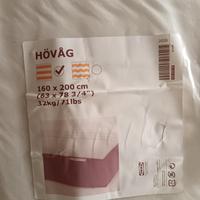 HÖVÅG
160 x 200 cm
(63 x 78 3/4")
32kg/71lbs